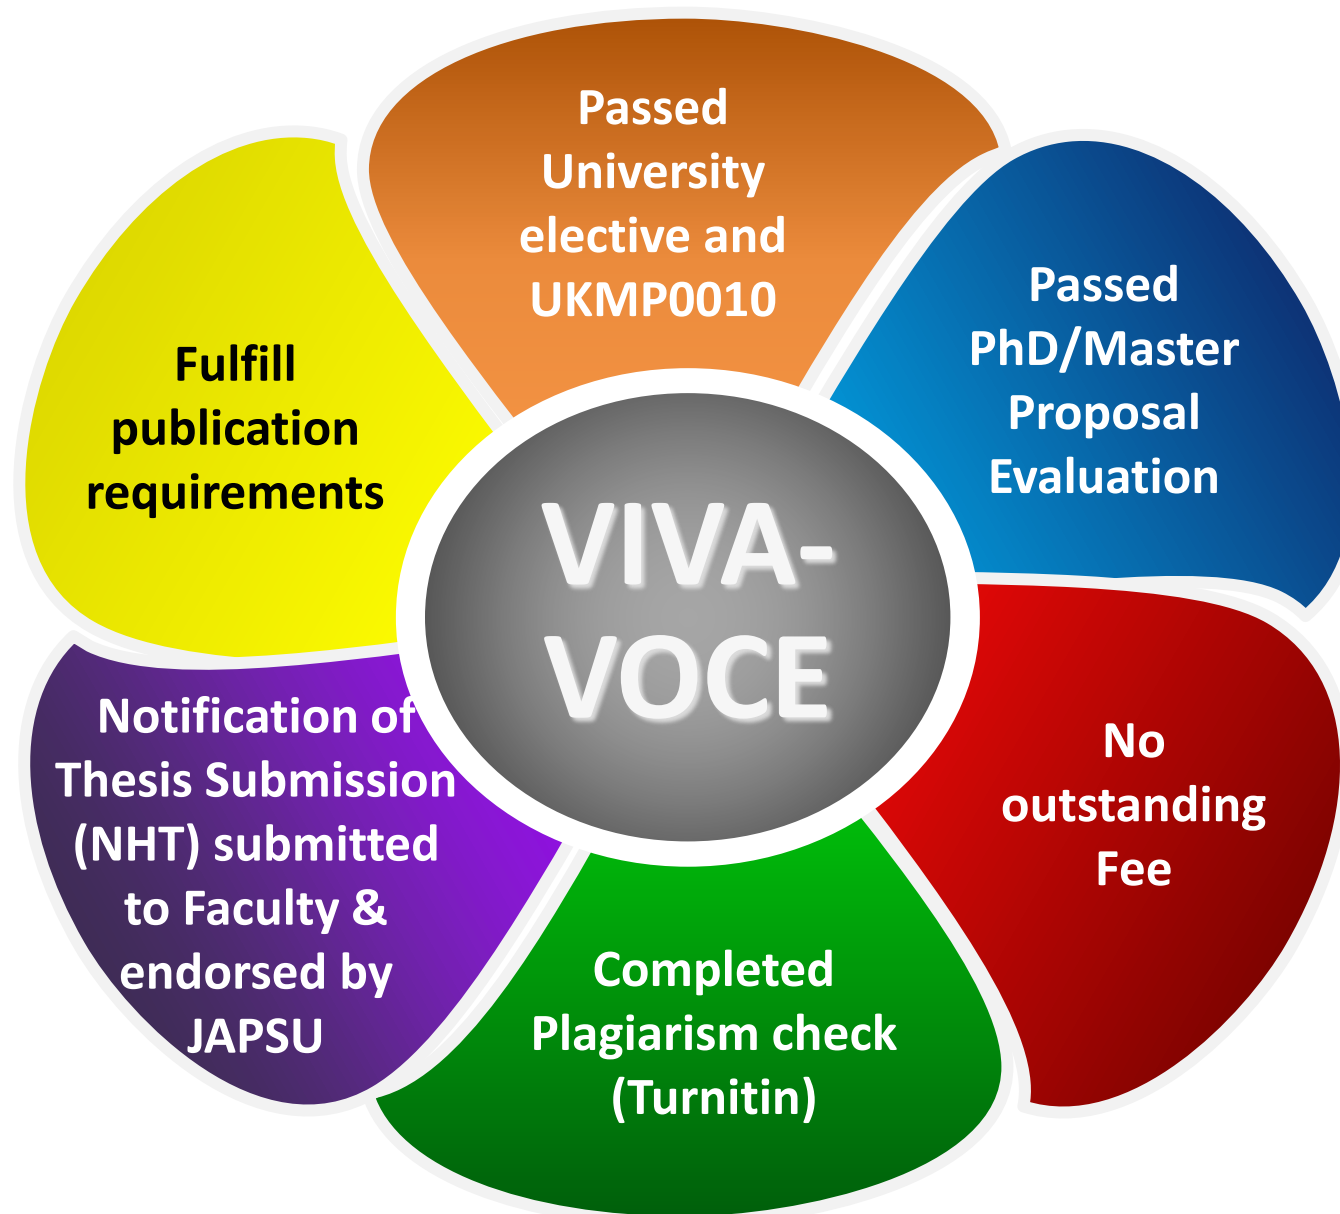 Passed
University
elective and
UKMP0010
Passed
PhD/Master
Proposal
Evaluation
No
outstanding
Fee
Completed
Plagiarism check
(Turnitin)
Notification of
Thesis Submission
(NHT) submitted
to Faculty &
endorsed by
JAPSU
Fulfill
publication
requirements
VIVA-
VOCE